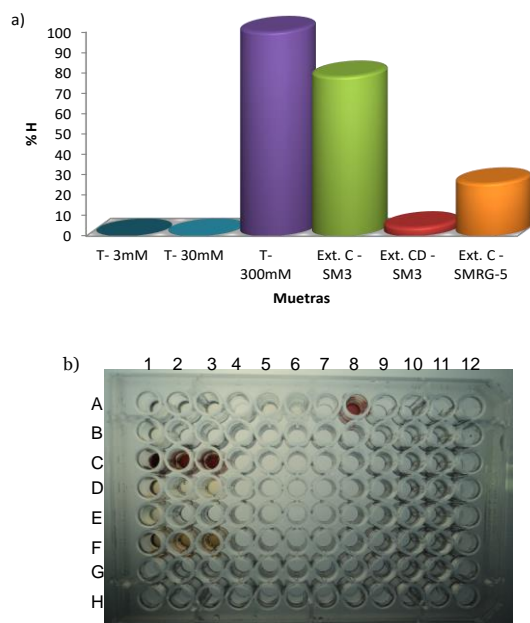 a)
% H
100
90
80
70
60
50
40
30
20
10
0
T- 3mM
T- 30mM
T-
300mM
Ext. C -
SM3
Ext. CD -
SM3
Ext. C -
SMRG-5
Muetras
b)
1 2 3 4 5 6 7 8 9 10 11 12
A
B
C
D
E
F
G
H